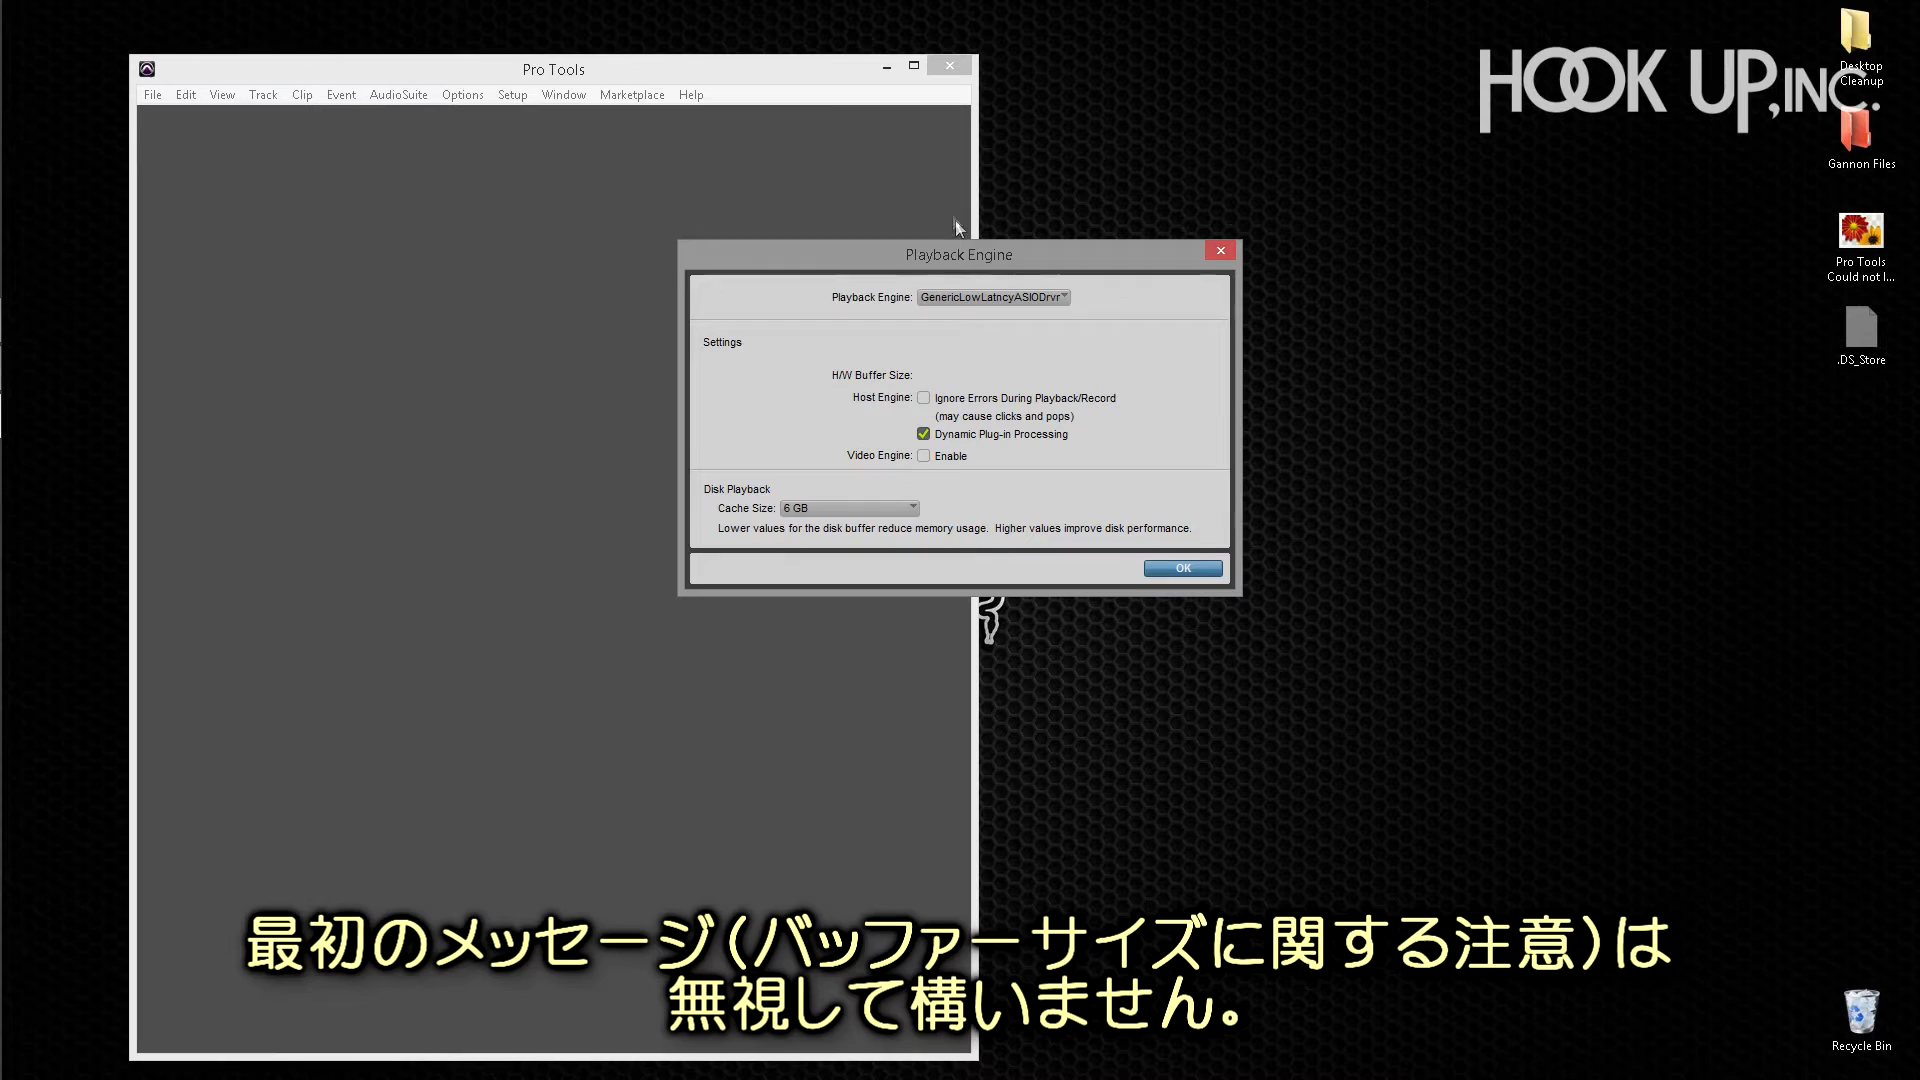 HOOK UP,INC.
Desktop
Cleanup
Gannon Files
Pro Tools
Could not l...
.DS_Store
Recycle Bin
Pro Tools
File Edit View Track Clip Event AudioSuite Options Setup Window Marketplace Help
Playback Engine
Playback Engine: GenericLowLatncyASIODrvr
Settings
H/W Buffer Size:
Host Engine: Ignore Errors During Playback/Record
(may cause clicks and pops)
Dynamic Plug-in Processing
Video Engine: Enable
Disk Playback
Cache Size: 6 GB
Lower values for the disk buffer reduce memory usage. Higher values improve disk performance.
OK
最初のメッセージ(バッファーサイズに関する注意)は
無視して構いません。